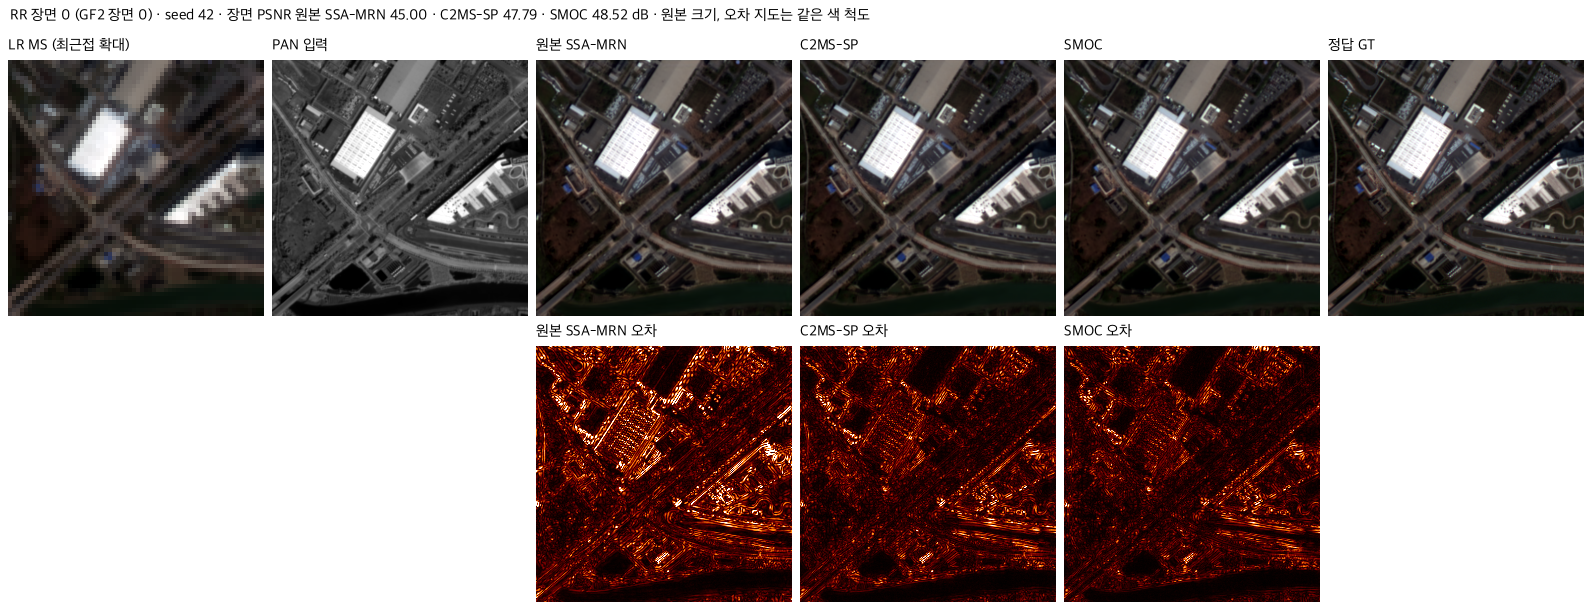 RR 장면 0 (GF2 장면 0) · seed 42 · 장면 PSNR 원본 SSA-MRN 45.00 · C2MS-SP 47.79 · SMOC 48.52 dB · 원본 크기, 오차 지도는 같은 색 척도
LR MS (최근접 확대)
PAN 입력
원본 SSA-MRN
C2MS-SP
SMOC
정답 GT
원본 SSA-MRN 오차
C2MS-SP 오차
SMOC 오차